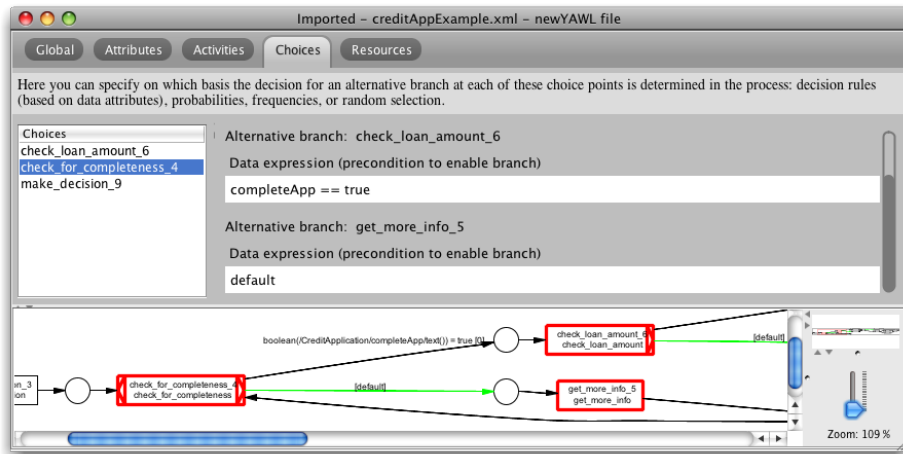 Imported – creditAppExample.xml – newYAWL file
Global Attributes Activities Choices Resources
Here you can specify on which basis the decision for an alternative branch at each of these choice points is determined in the process: decision rules
(based on data attributes), probabilities, frequencies, or random selection.
Choices
check_loan_amount_6
check_for_completeness_4
make_decision_9
Alternative branch: check_loan_amount_6
Data expression (precondition to enable branch)
completeApp == true
Alternative branch: get_more_info_5
Data expression (precondition to enable branch)
default
boolean(/CreditApplication/completeApp/text()) = true [0]
check_loan_amount_6
check_loan_amount
[default]
on_3
ion
check_for_completeness_4
check_for_completeness
[default]
get_more_info_5
get_more_info
Zoom: 109 %